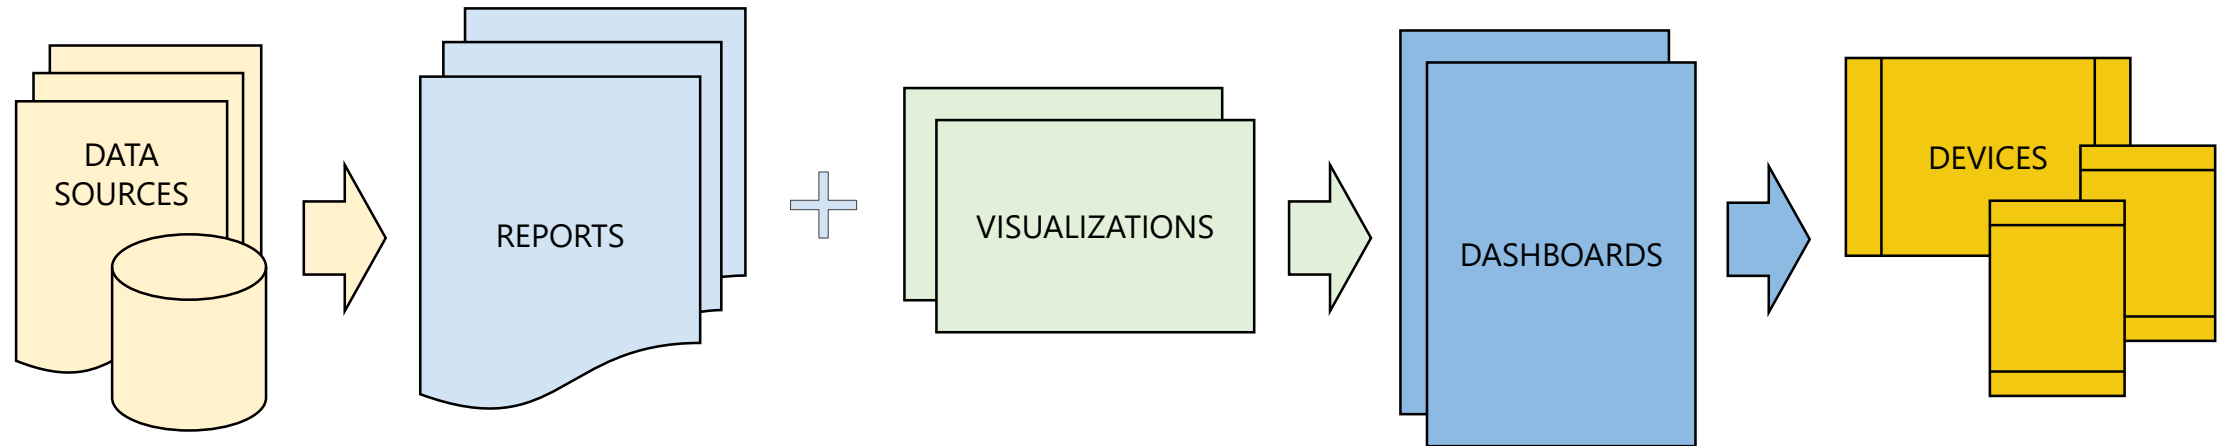 DATA
SOURCES
REPORTS
VISUALIZATIONS
DASHBOARDS
DEVICES